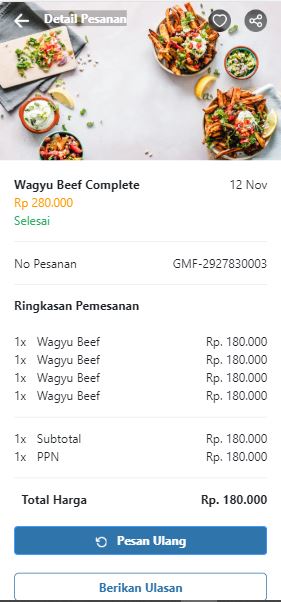 Detail Pesanan
Wagyu Beef Complete 12 Nov
Rp 280.000
Selesai
No Pesanan GMF-2927830003
Ringkasan Pemesanan
1x Wagyu Beef Rp. 180.000
1x Wagyu Beef Rp. 180.000
1x Wagyu Beef Rp. 180.000
1x Wagyu Beef Rp. 180.000
1x Subtotal Rp. 180.000
1x PPN Rp. 180.000
Total Harga Rp. 180.000
Pesan Ulang
Berikan Ulasan